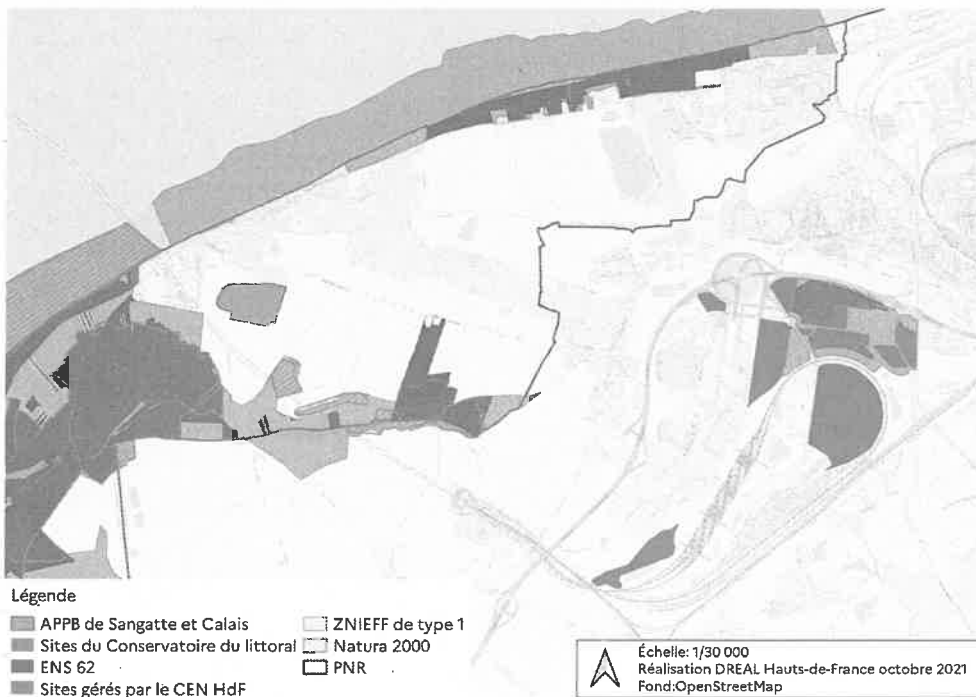 Légende
APPB de Sangatte et Calais
Sites du Conservatoire du littoral
ENS 62
Sites gérés par le CEN HdF
ZNIEFF de type 1
Natura 2000
PNR
Échelle: 1/30 000
Réalisation DREAL Hauts-de-France octobre 2021
Fond:OpenStreetMap